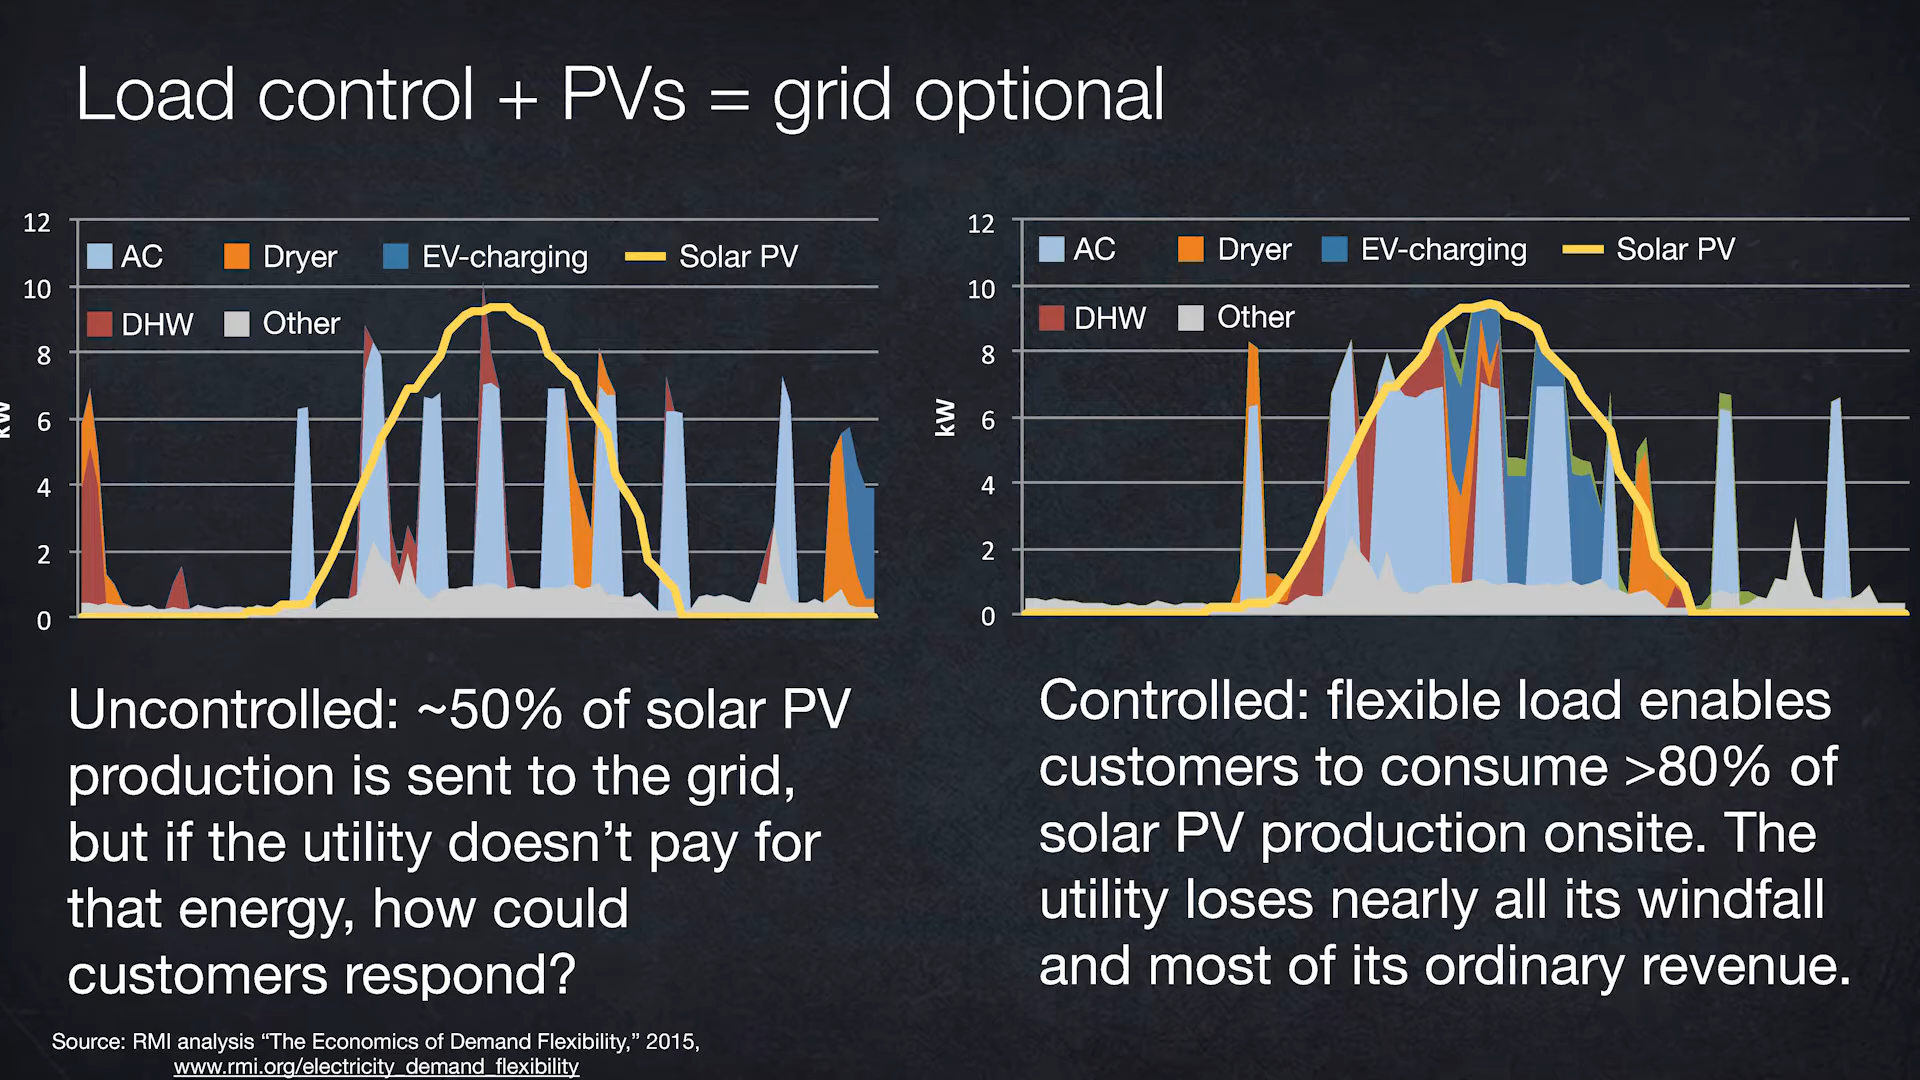 Load control + PVs = grid optional
12
10
8
6
4
2
0
kW
AC Dryer EV-charging Solar PV
DHW Other
12
10
8
6
4
2
0
kW
AC Dryer EV-charging Solar PV
DHW Other
Uncontrolled: ~50% of solar PV
production is sent to the grid,
but if the utility doesn’t pay for
that energy, how could
customers respond?
Controlled: flexible load enables
customers to consume >80% of
solar PV production onsite. The
utility loses nearly all its windfall
and most of its ordinary revenue.
Source: RMI analysis “The Economics of Demand Flexibility,” 2015,
www.rmi.org/electricity_demand_flexibility